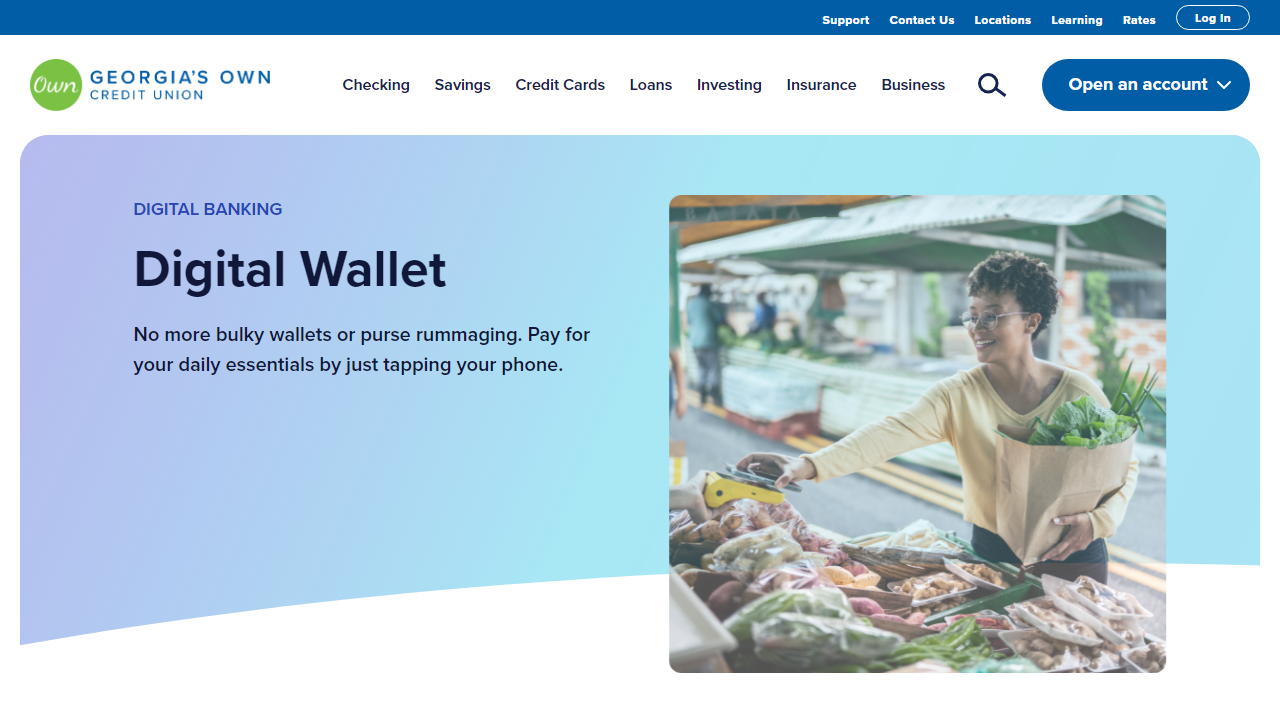 Support Contact Us Locations Learning Rates Log In
Own GEORGIA'S OWN
CREDIT UNION
Checking Savings Credit Cards Loans Investing Insurance Business Open an account
DIGITAL BANKING
Digital Wallet
No more bulky wallets or purse rummaging. Pay for
your daily essentials by just tapping your phone.